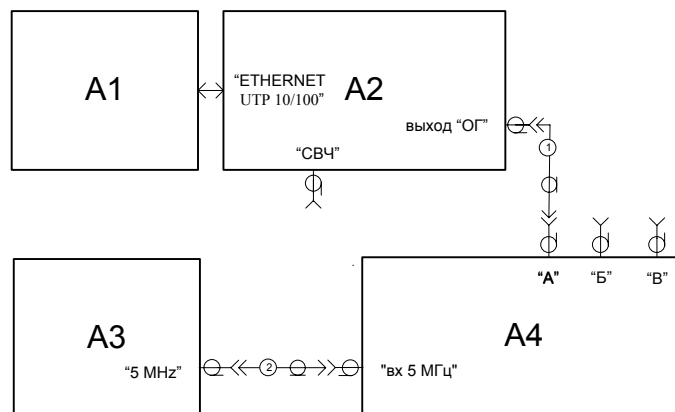 A1
“ETHERNET
UTP 10/100”
A2
выход “ОГ”
“СВЧ”
1
“А”
“Б”
“В”
A3
“5 MHz”
2
"вх 5 МГц"
A4